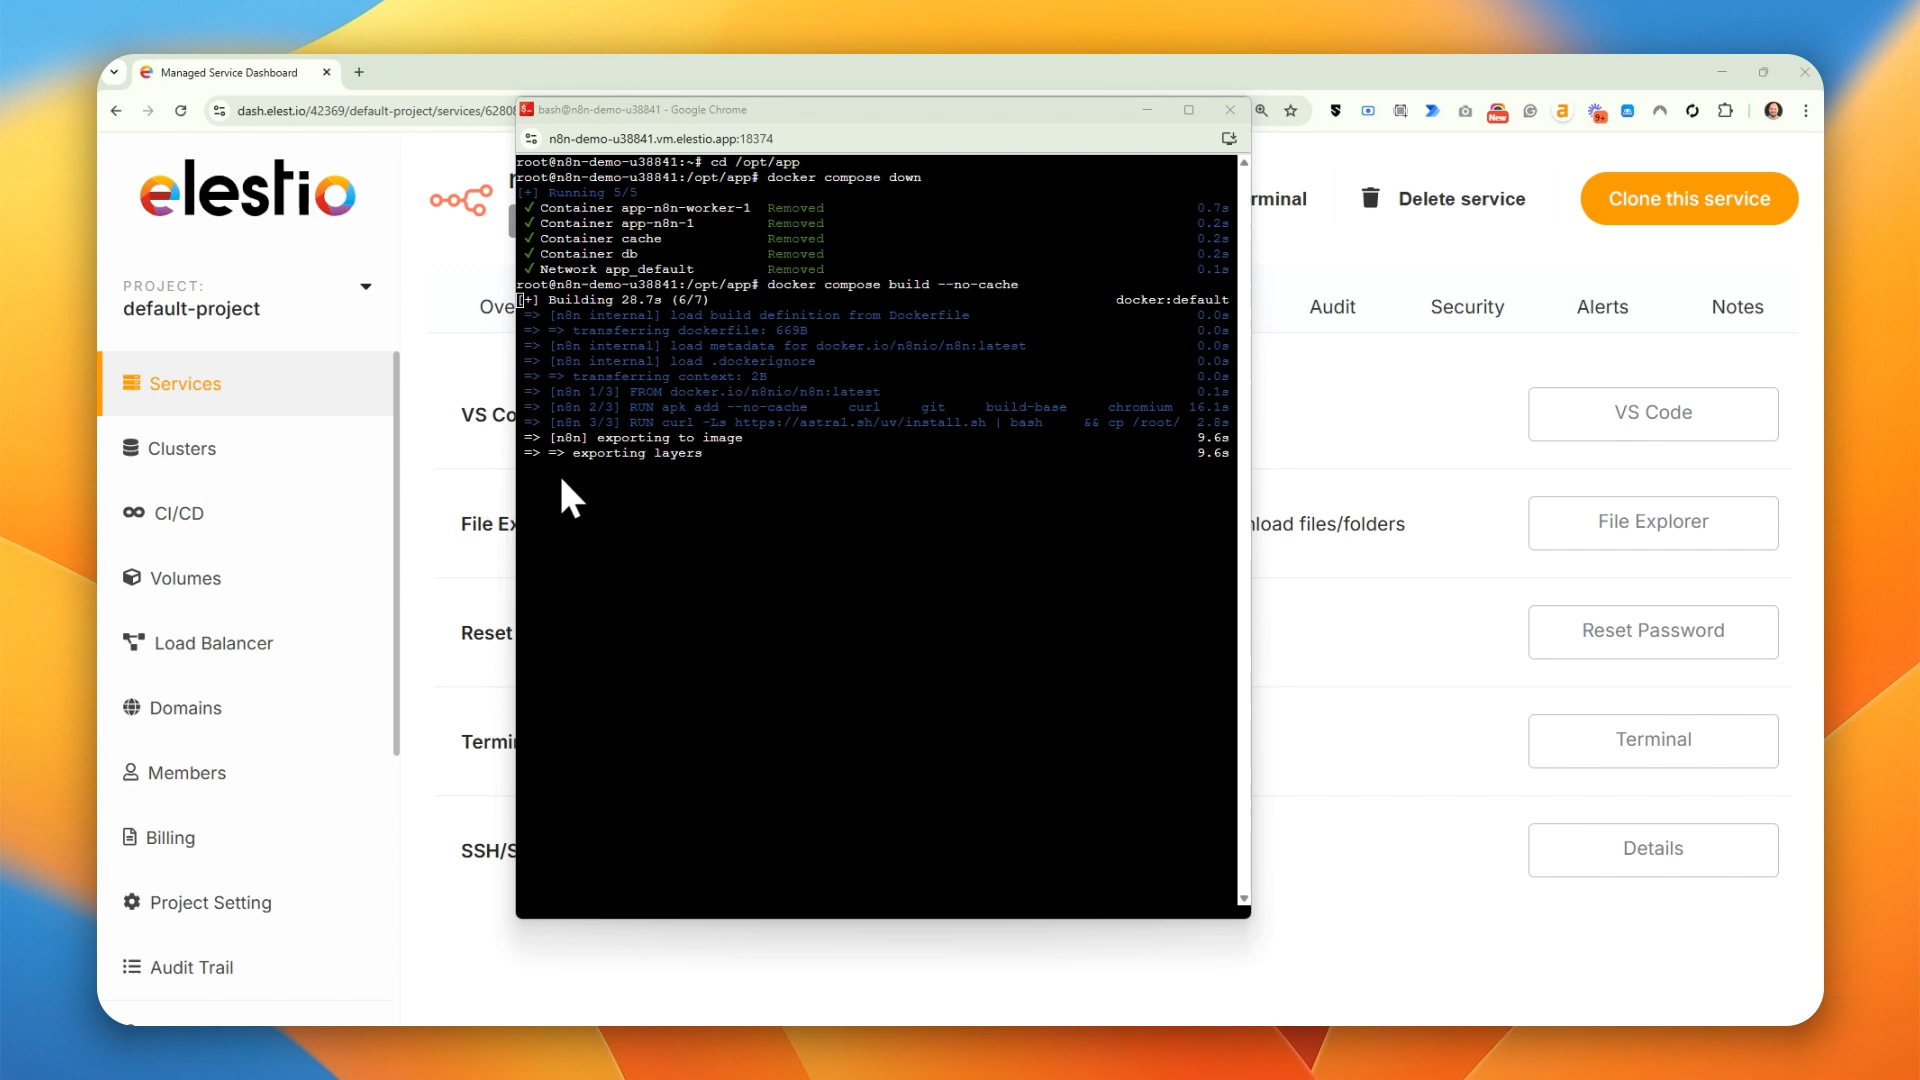 Managed Service Dashboard
dash.elest.io/42369/default-project/services/6280
bash@n8n-demo-u38841 - Google Chrome
New
9+
n8n-demo-u38841.vm.elestio.app:18374
elestio
PROJECT:
default-project
Services
Clusters
CI/CD
Volumes
Load Balancer
Domains
Members
Billing
Project Setting
Audit Trail
root@n8n-demo-u38841:~# cd /opt/app
root@n8n-demo-u38841:/opt/app# docker compose down
[+] Running 5/5
✓ Container app-n8n-worker-1 Removed 0.7s
✓ Container app-n8n-1 Removed 0.2s
✓ Container cache Removed 0.2s
✓ Container db Removed 0.2s
✓ Network app_default Removed 0.1s
root@n8n-demo-u38841:/opt/app# docker compose build --no-cache
[+] Building 28.7s (6/7) docker:default
=> [n8n internal] load build definition from Dockerfile 0.0s
=> => transferring dockerfile: 669B 0.0s
=> [n8n internal] load metadata for docker.io/n8nio/n8n:latest 0.0s
=> [n8n internal] load .dockerignore 0.0s
=> => transferring context: 2B 0.0s
=> [n8n 1/3] FROM docker.io/n8nio/n8n:latest 0.1s
=> [n8n 2/3] RUN apk add --no-cache curl git build-base chromium 16.1s
=> [n8n 3/3] RUN curl -Ls https://astral.sh/uv/install.sh | bash && cp /root/ 2.8s
=> [n8n] exporting to image 9.6s
=> => exporting layers 9.6s
rminal
Delete service
Clone this service
Ove
Audit
Security
Alerts
Notes
VS Co
VS Code
File Ex
nload files/folders
File Explorer
Reset
Reset Password
Termi
Terminal
SSH/S
Details